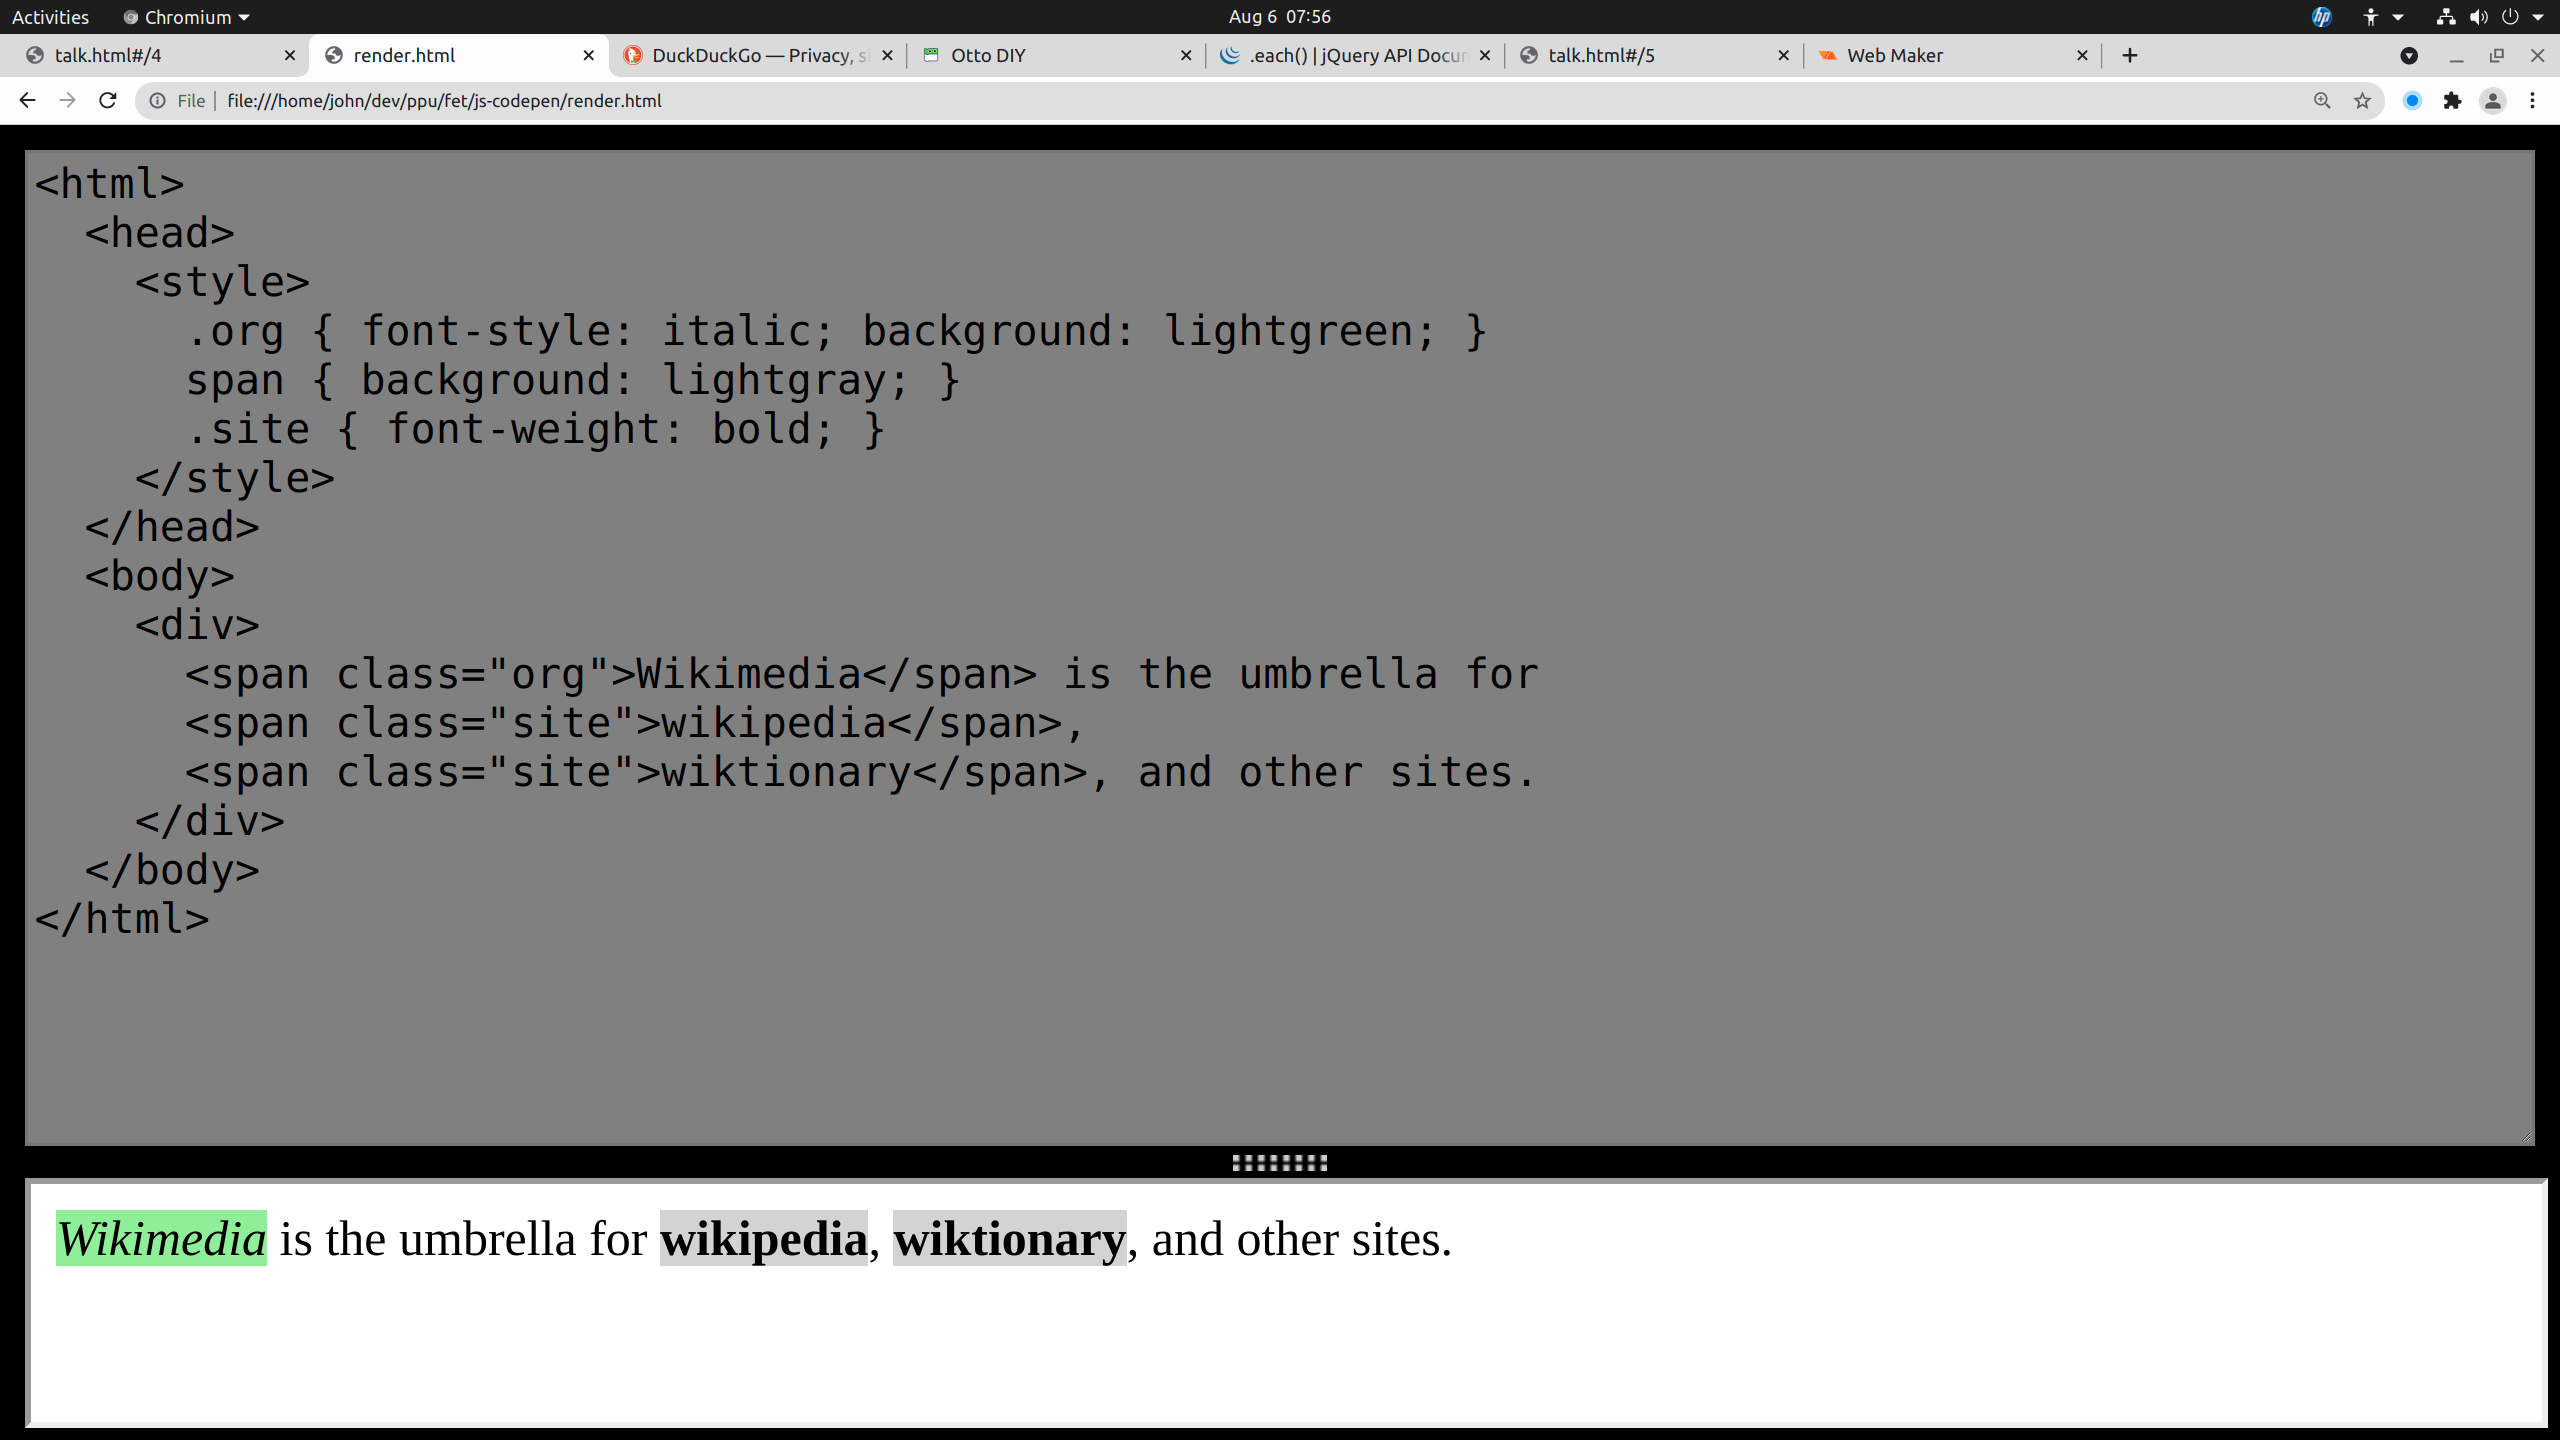 Activities Chromium Aug 6 07:56
talk.html#/4 render.html DuckDuckGo — Privacy, si Otto DIY .each() | jQuery API Docum talk.html#/5 Web Maker
File file:///home/john/dev/ppu/fet/js-codepen/render.html
<html>
  <head>
    <style>
      .org { font-style: italic; background: lightgreen; }
      span { background: lightgray; }
      .site { font-weight: bold; }
    </style>
  </head>
  <body>
    <div>
      <span class="org">Wikimedia</span> is the umbrella for
      <span class="site">wikipedia</span>,
      <span class="site">wiktionary</span>, and other sites.
    </div>
  </body>
</html>
Wikimedia is the umbrella for wikipedia, wiktionary, and other sites.